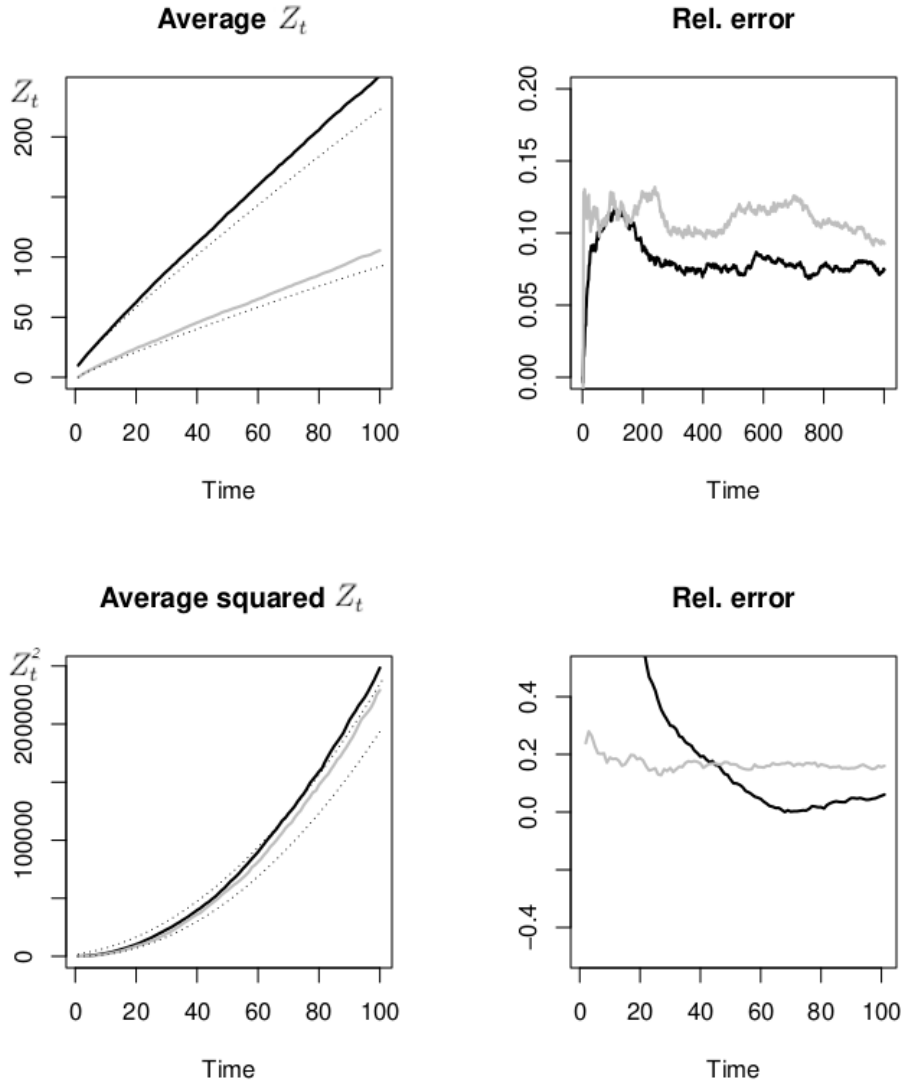 Average Z_t
Z_t
200
100
50
0
0 20 40 60 80 100
Time
Rel. error
0.20
0.15
0.10
0.05
0.00
0 200 400 600 800
Time
Average squared Z_t
Z_t^2
200000
100000
0
0 20 40 60 80 100
Time
Rel. error
0.4
0.2
0.0
−0.4
0 20 40 60 80 100
Time